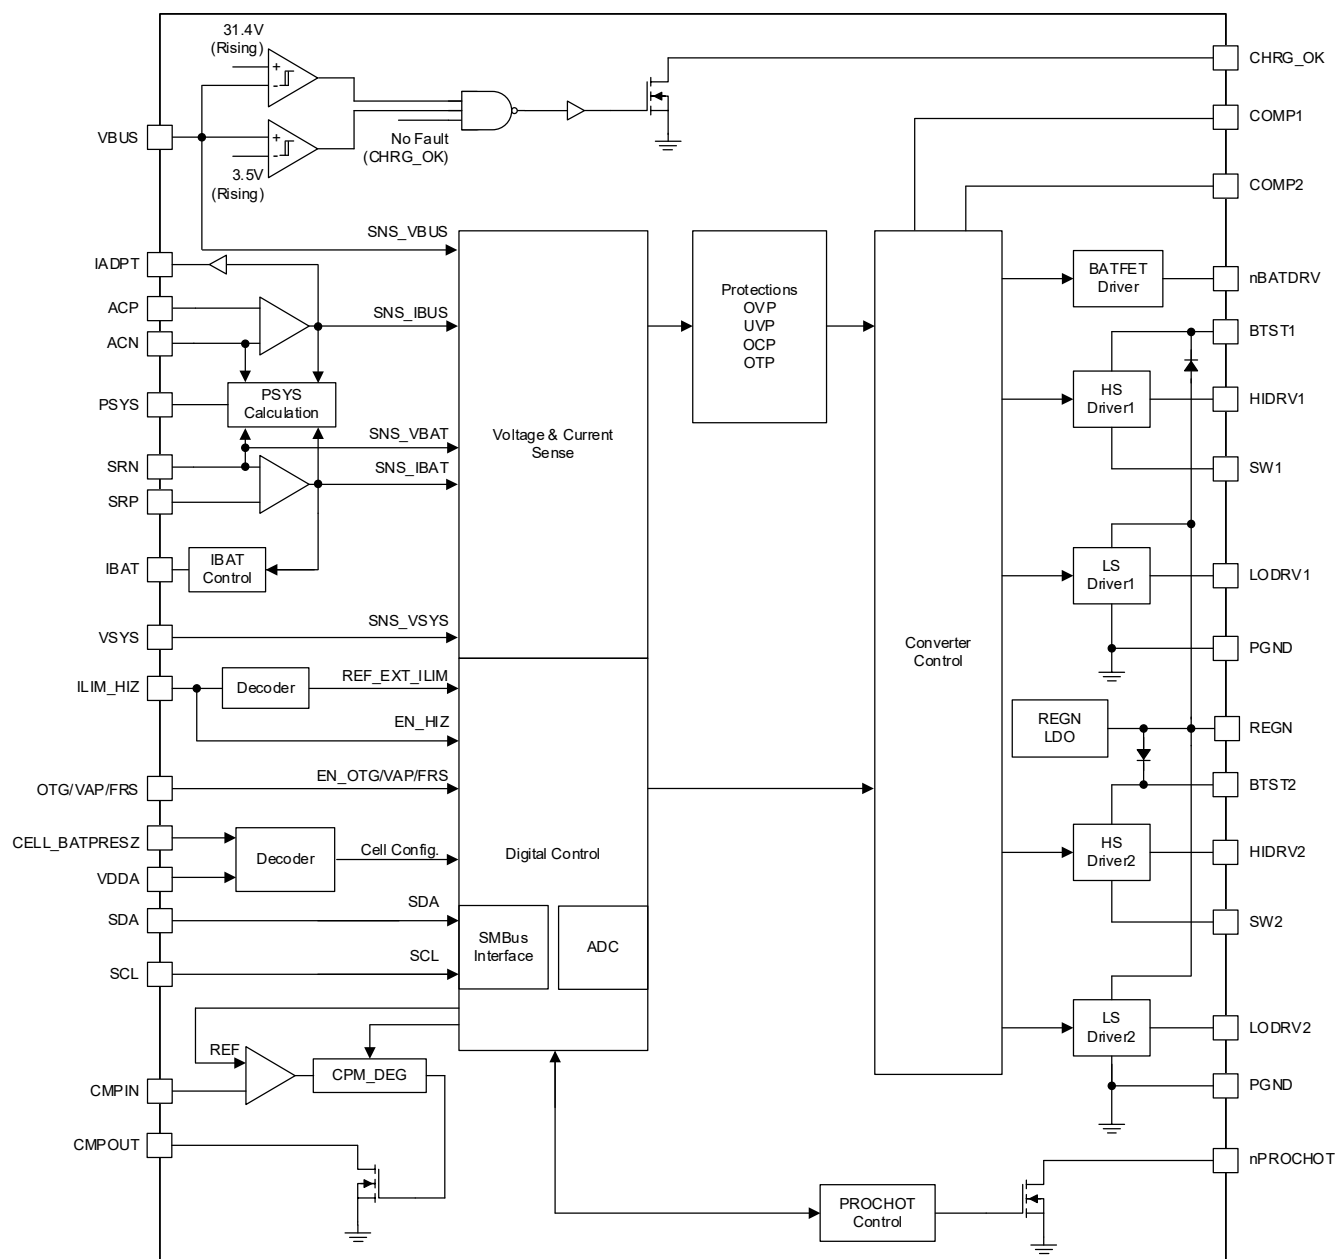 31.4V
(Rising)
CHRG_OK
COMP1
VBUS
No Fault
(CHRG_OK)
3.5V
(Rising)
COMP2
SNS_VBUS
IADPT
BATFET
Driver
nBATDRV
Protections
OVP
UVP
OCP
OTP
ACP
SNS_IBUS
ACN
BTST1
PSYS
PSYS
Calculation
HS
Driver1
HIDRV1
SNS_VBAT
Voltage & Current
Sense
SRN
SNS_IBAT
SW1
SRP
IBAT
IBAT
Control
LS
Driver1
LODRV1
SNS_VSYS
VSYS
Converter
Control
PGND
ILIM_HIZ
Decoder
REF_EXT_ILIM
EN_HIZ
REGN
LDO
REGN
EN_OTG/VAP/FRS
OTG/VAP/FRS
BTST2
CELL_BATPRESZ
Decoder
Cell Config.
Digital Control
HS
Driver2
HIDRV2
VDDA
SDA
SDA
SMBus
Interface
ADC
SW2
SCL
SCL
REF
CPM_DEG
LS
Driver2
LODRV2
CMPIN
PGND
CMPOUT
nPROCHOT
PROCHOT
Control